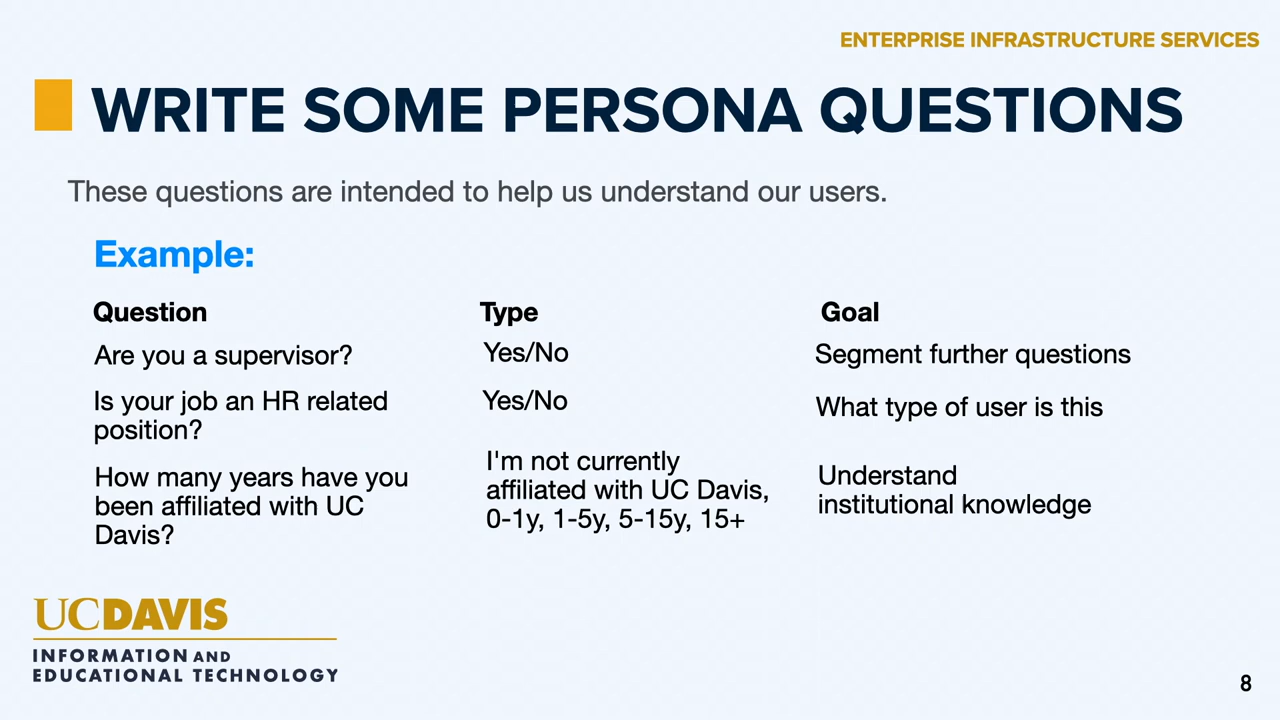 ENTERPRISE INFRASTRUCTURE SERVICES
WRITE SOME PERSONA QUESTIONS
These questions are intended to help us understand our users.
Example:
Question Type Goal
Are you a supervisor? Yes/No Segment further questions
Is your job an HR related
position?
Yes/No
What type of user is this
How many years have you
been affiliated with UC
Davis?
I'm not currently
affiliated with UC Davis,
0-1y, 1-5y, 5-15y, 15+
Understand
institutional knowledge
UCDAVIS
INFORMATION AND
EDUCATIONAL TECHNOLOGY
8